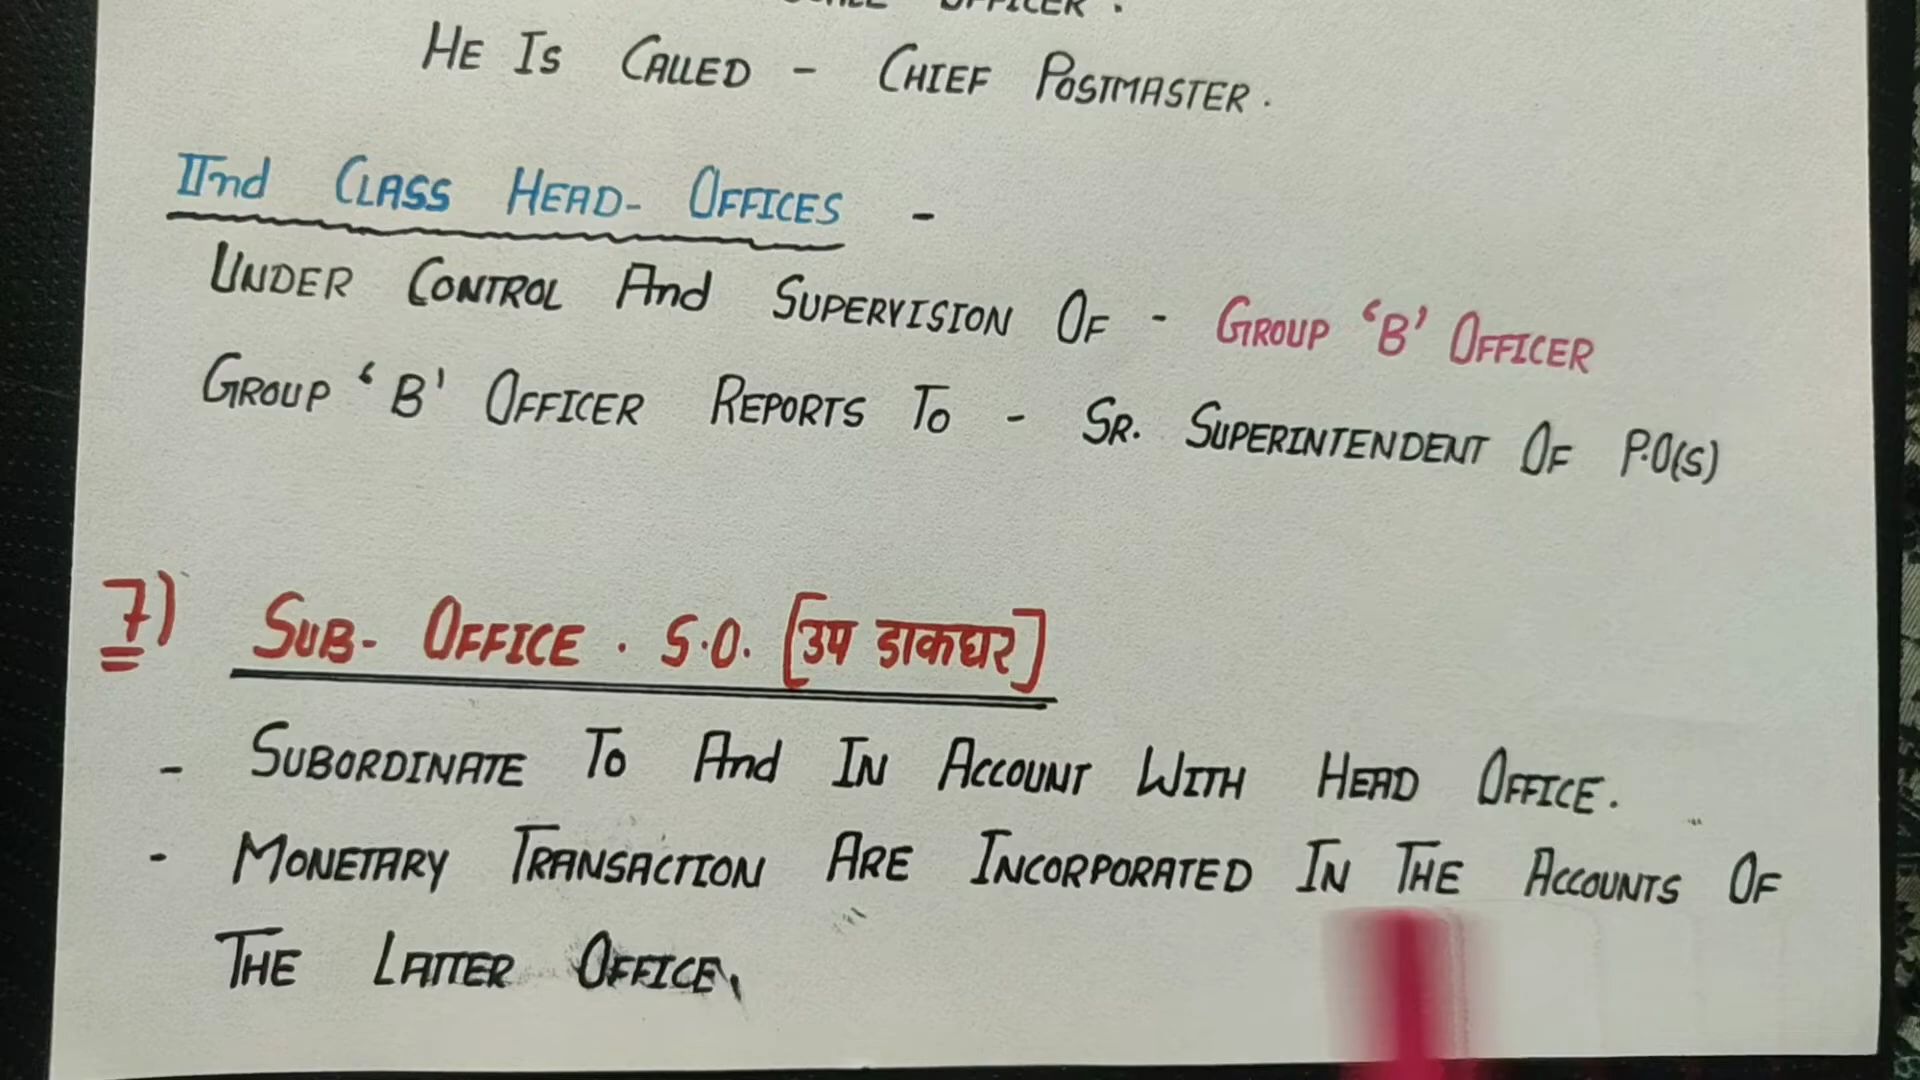 OFFICER.
HE IS CALLED - CHIEF POSTMASTER.
IInd CLASS HEAD- OFFICES -
UNDER CONTROL And SUPERVISION OF - GROUP ‘B’ OFFICER
GROUP ‘B’ OFFICER REPORTS TO - SR. SUPERINTENDENT OF P.O(S)
7) SUB- OFFICE . S.O. [उप डाकघर]
- SUBORDINATE TO And IN ACCOUNT WITH HEAD OFFICE.
- MONETARY TRANSACTION ARE INCORPORATED IN THE ACCOUNTS OF
THE LATTER OFFICE,